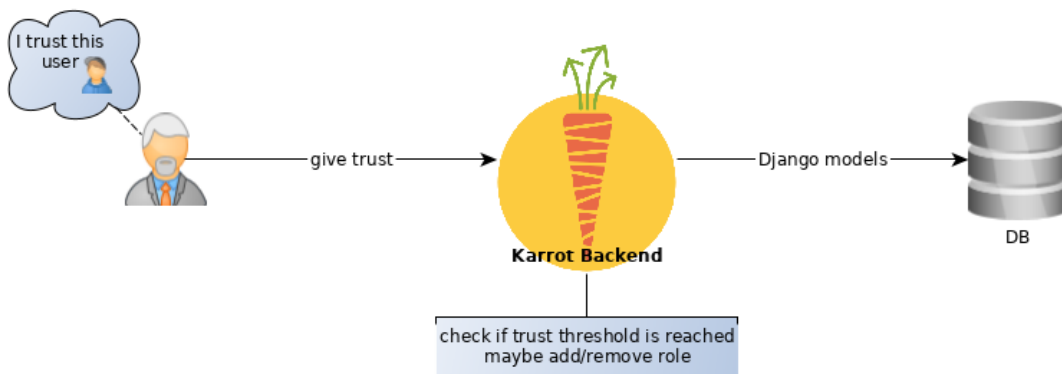 I trust this
user
give trust
Django models
Karrot Backend
DB
check if trust threshold is reached
maybe add/remove role